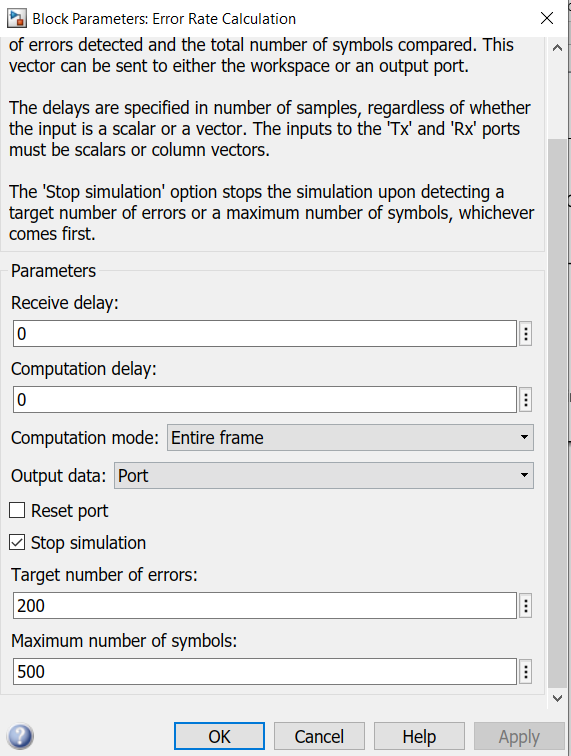 Block Parameters: Error Rate Calculation
of errors detected and the total number of symbols compared. This
vector can be sent to either the workspace or an output port.
The delays are specified in number of samples, regardless of whether
the input is a scalar or a vector. The inputs to the 'Tx' and 'Rx' ports
must be scalars or column vectors.
The 'Stop simulation' option stops the simulation upon detecting a
target number of errors or a maximum number of symbols, whichever
comes first.
Parameters
Receive delay:
0
Computation delay:
0
Computation mode: Entire frame
Output data: Port
Reset port
Stop simulation
Target number of errors:
200
Maximum number of symbols:
500
OK Cancel Help Apply